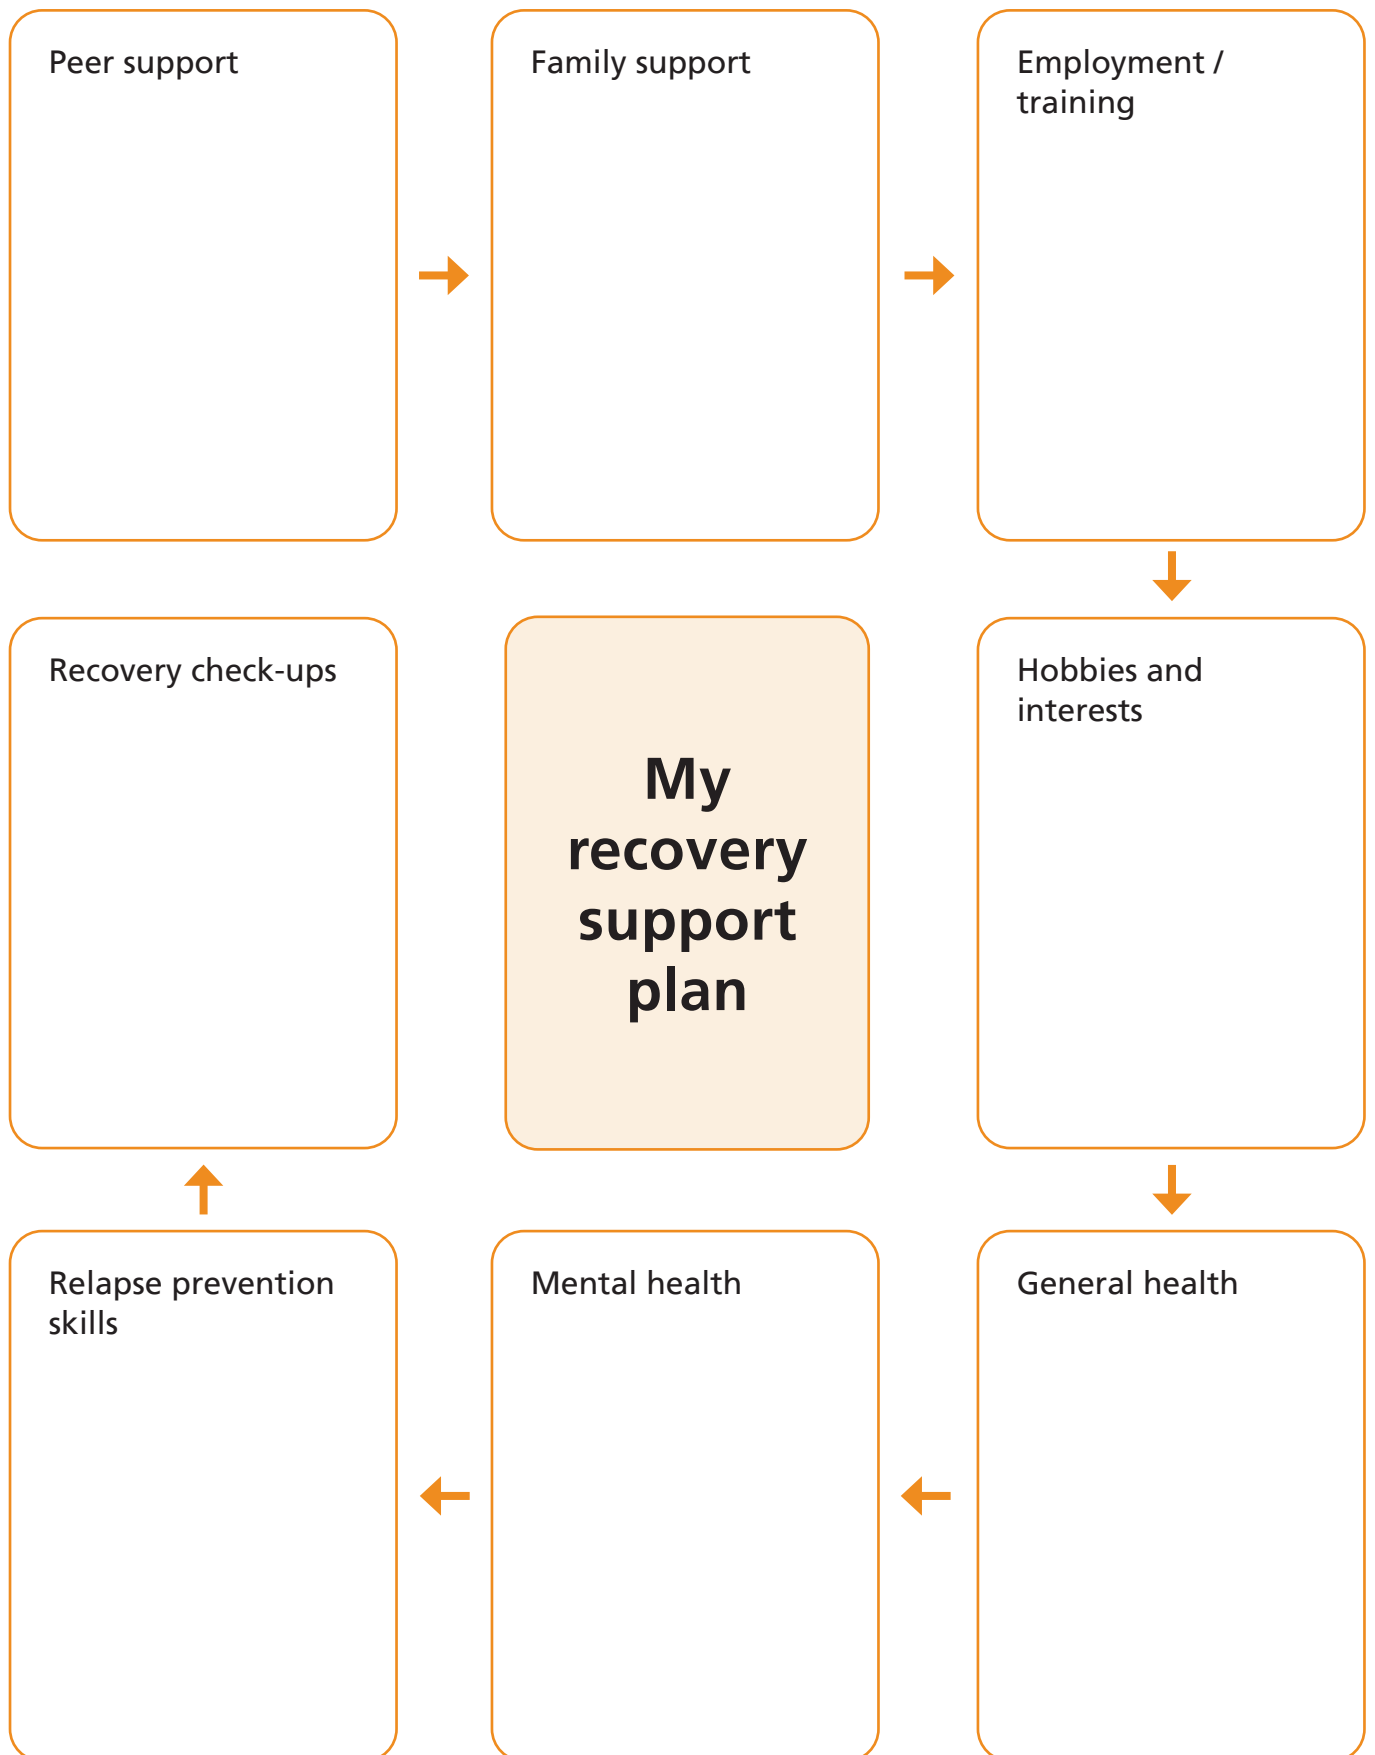 Peer support
Family support
Employment /
training
Recovery check-ups
My
recovery
support
plan
Hobbies and
interests
Relapse prevention
skills
Mental health
General health